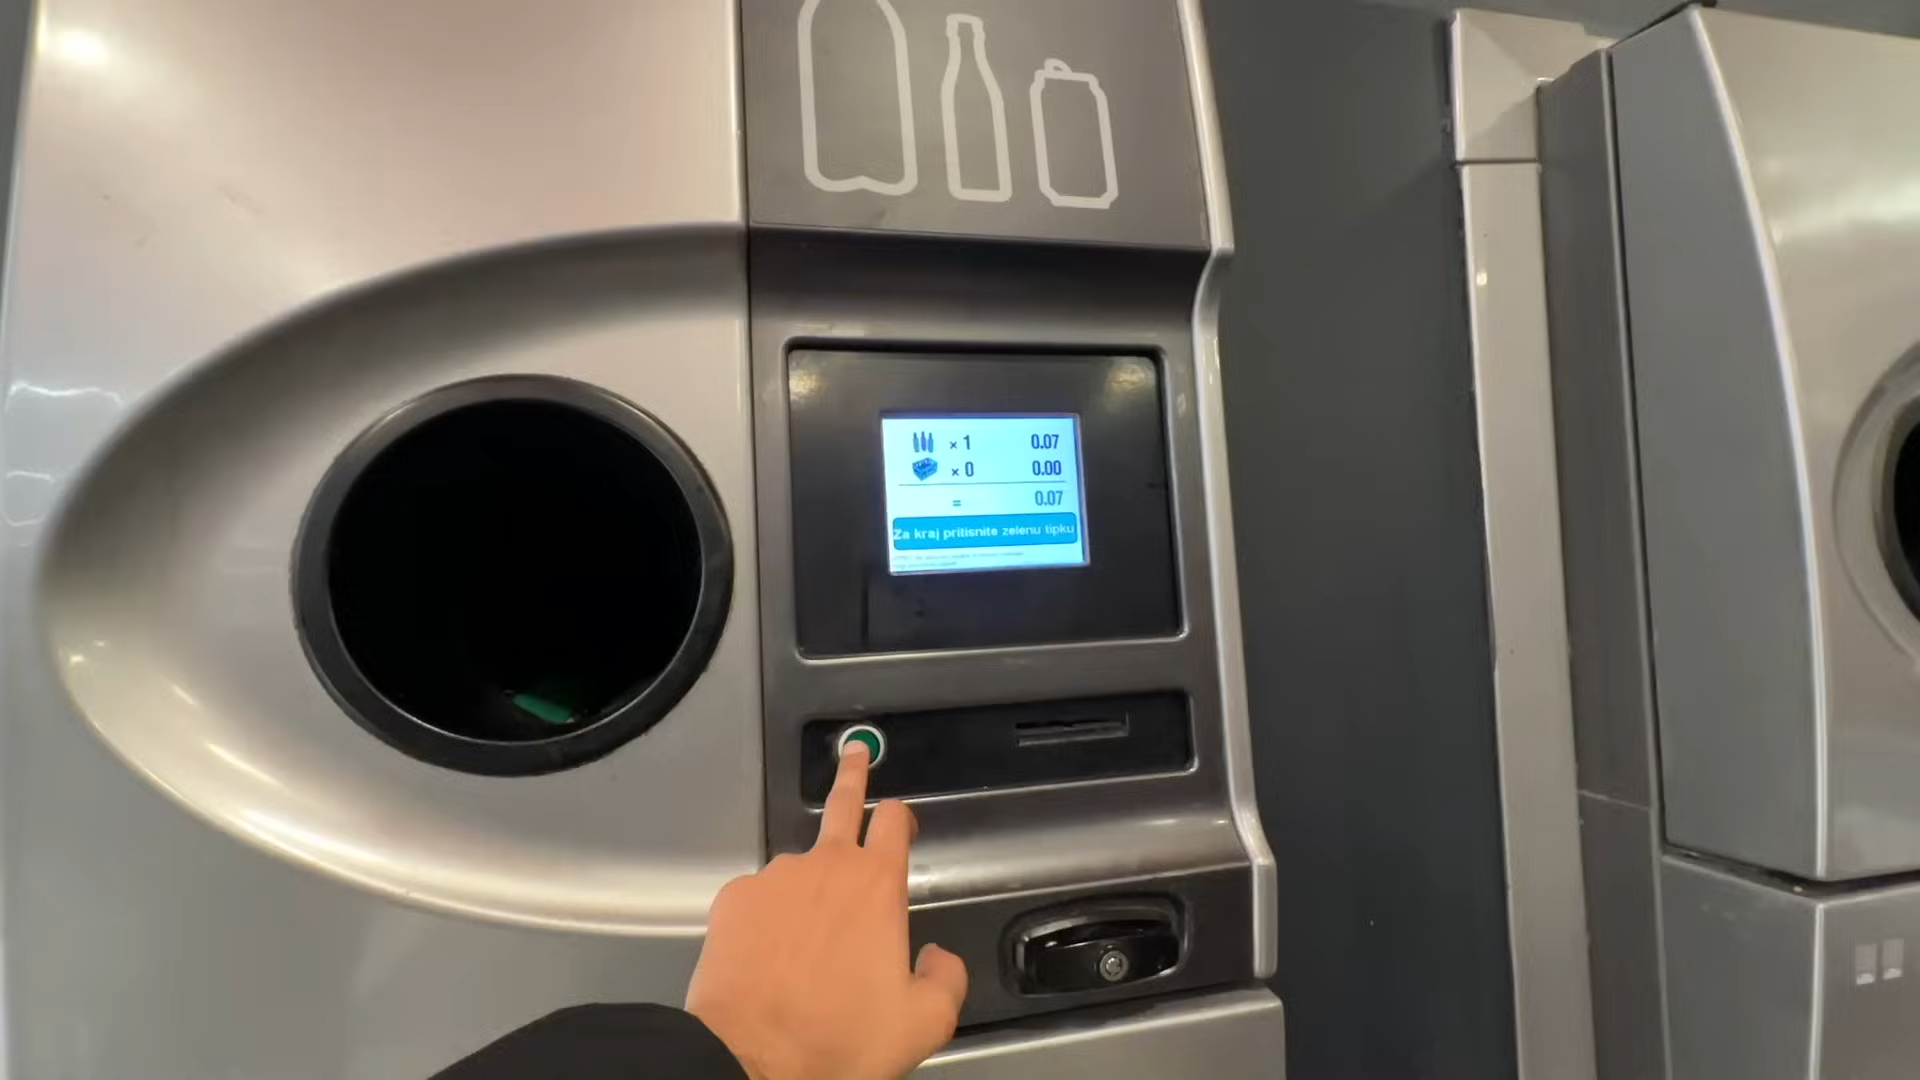 × 1 0.07
× 0 0.00
= 0.07
Za kraj pritisnite zelenu tipku